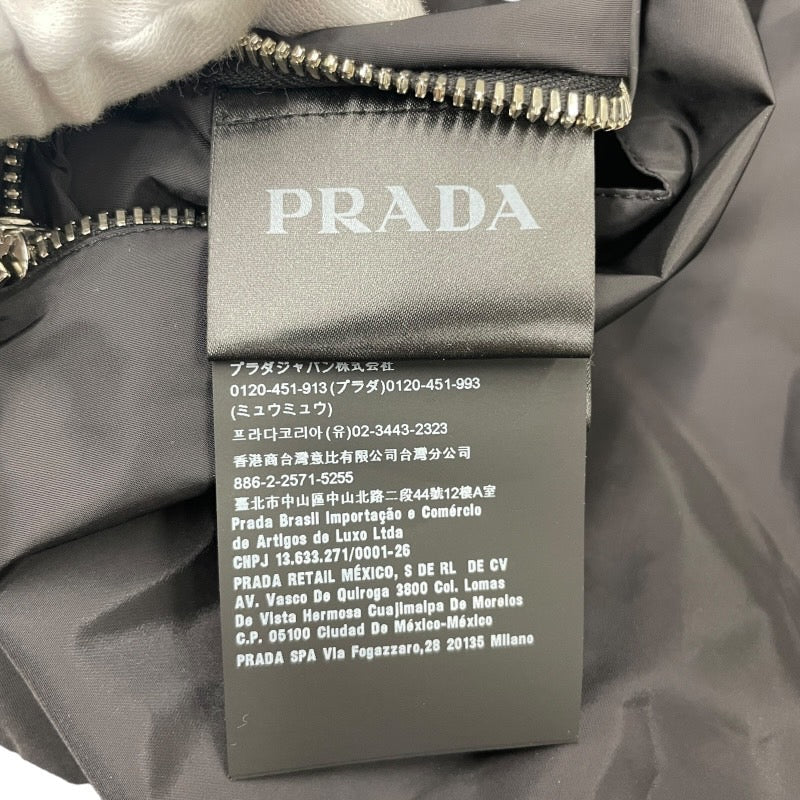 PRADA
プラダジャパン株式会社
0120-451-913(プラダ)0120-451-993
(ミュウミュウ)
프라다코리아(유)02-3443-2323
香港商台灣意比有限公司台灣分公司
886-2-2571-5255
臺北市中山區中山北路二段44號12樓A室
Prada Brasil Importação e Comércio
de Artigos de Luxo Ltda
CNPJ 13.633.271/0001-26
PRADA RETAIL MÉXICO, S DE RL DE CV
AV. Vasco De Quiroga 3800 Col. Lomas
De Vista Hermosa Cuajimalpa De Morelos
C.P. 05100 Ciudad De México-México
PRADA SPA Via Fogazzaro,28 20135 Milano